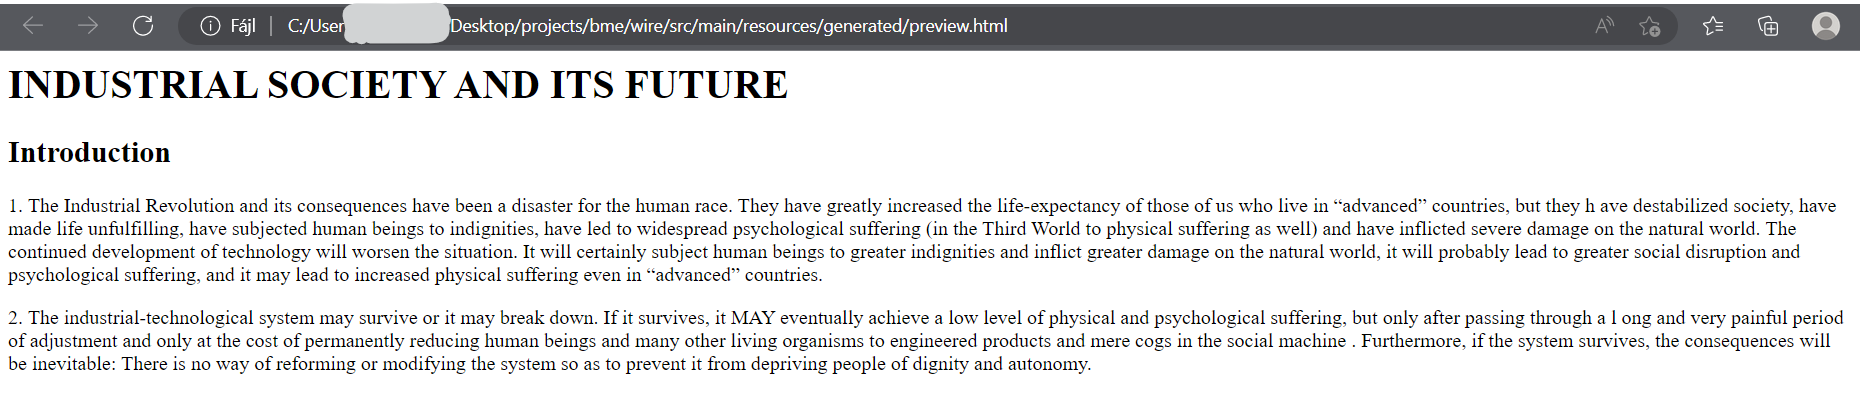 Fájl | C:/User Desktop/projects/bme/wire/src/main/resources/generated/preview.html
INDUSTRIAL SOCIETY AND ITS FUTURE
Introduction
1. The Industrial Revolution and its consequences have been a disaster for the human race. They have greatly increased the life-expectancy of those of us who live in “advanced” countries, but they h ave destabilized society, have
made life unfulfilling, have subjected human beings to indignities, have led to widespread psychological suffering (in the Third World to physical suffering as well) and have inflicted severe damage on the natural world. The
continued development of technology will worsen the situation. It will certainly subject human beings to greater indignities and inflict greater damage on the natural world, it will probably lead to greater social disruption and
psychological suffering, and it may lead to increased physical suffering even in “advanced” countries.
2. The industrial-technological system may survive or it may break down. If it survives, it MAY eventually achieve a low level of physical and psychological suffering, but only after passing through a l ong and very painful period
of adjustment and only at the cost of permanently reducing human beings and many other living organisms to engineered products and mere cogs in the social machine . Furthermore, if the system survives, the consequences will
be inevitable: There is no way of reforming or modifying the system so as to prevent it from depriving people of dignity and autonomy.